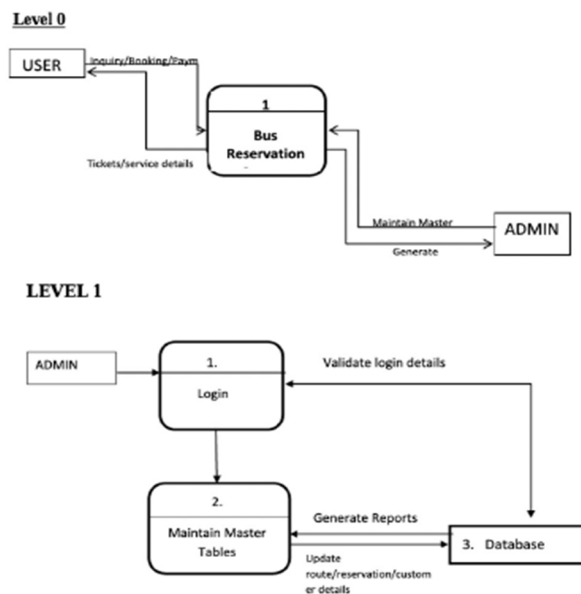 Level 0
USER
Inquiry/Booking/Paym
1
Bus
Reservation
Tickets/service details
Maintain Master
ADMIN
Generate
LEVEL 1
ADMIN
1.
Login
Validate login details
2.
Maintain Master
Tables
Generate Reports
3. Database
Update
route/reservation/custom
er details